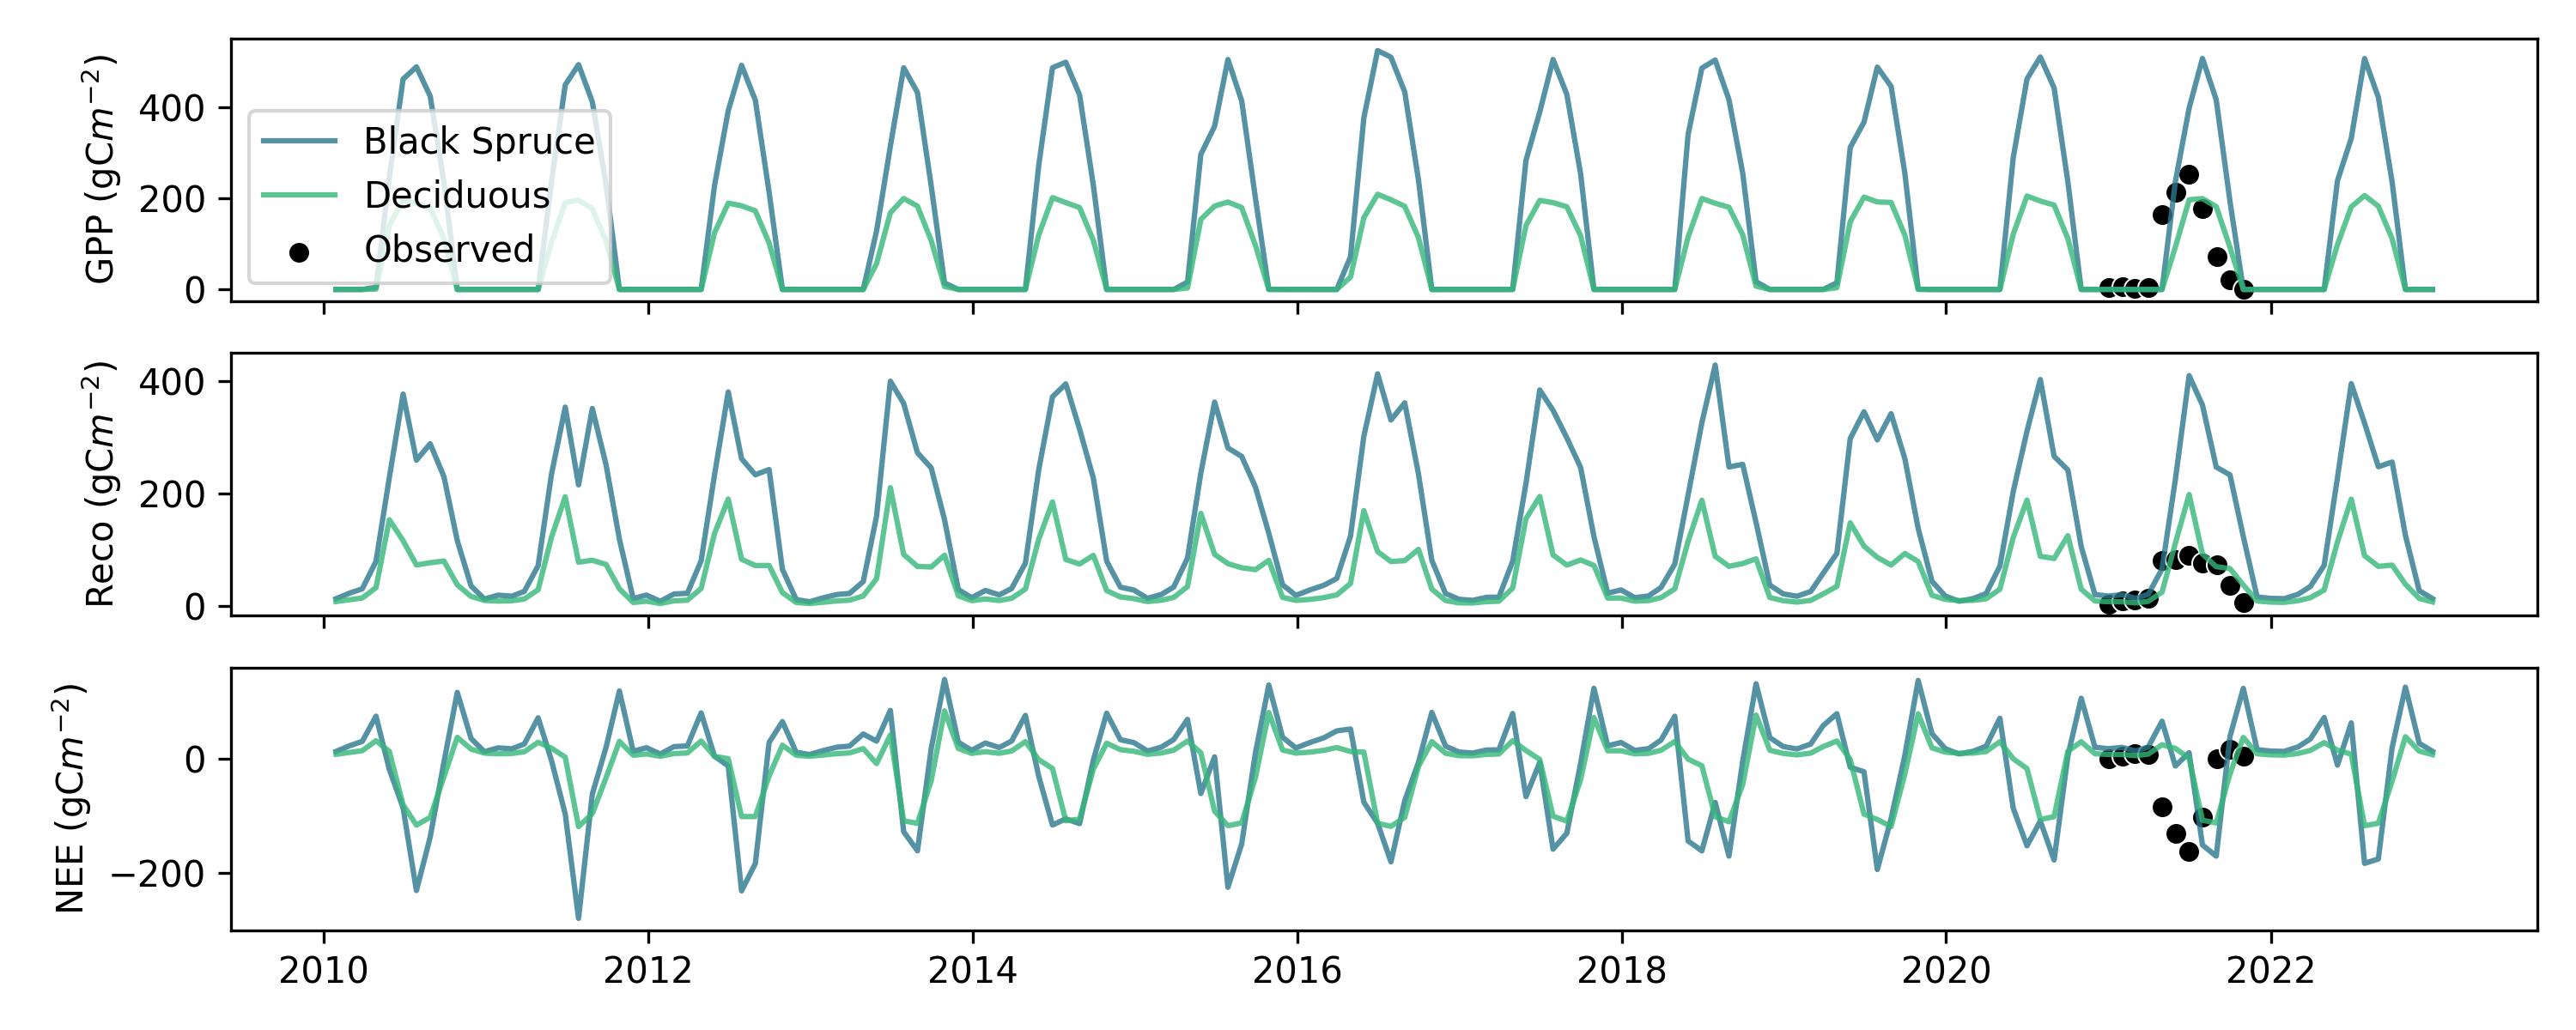 GPP (gCm⁻²)
400
200
0
Black Spruce
Deciduous
Observed
Reco (gCm⁻²)
400
200
0
NEE (gCm⁻²)
0
−200
2010 2012 2014 2016 2018 2020 2022